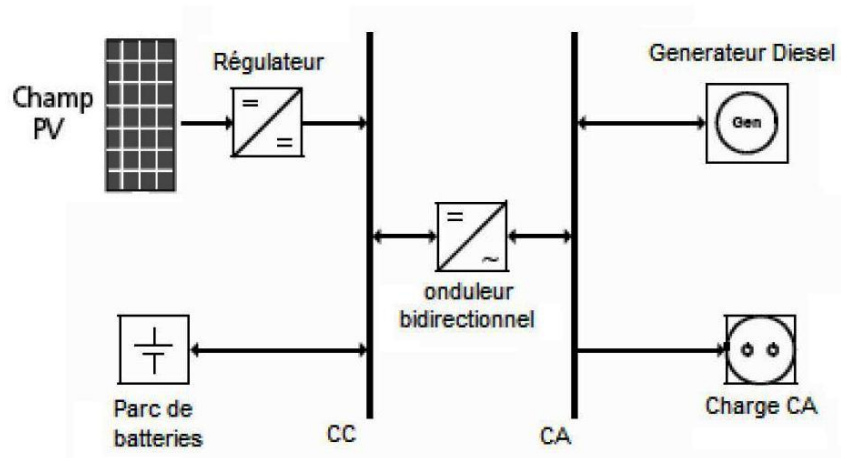 Champ
PV
Régulateur
Generateur Diesel
Gen
onduleur
bidirectionnel
Parc de
batteries
CC
CA
Charge CA